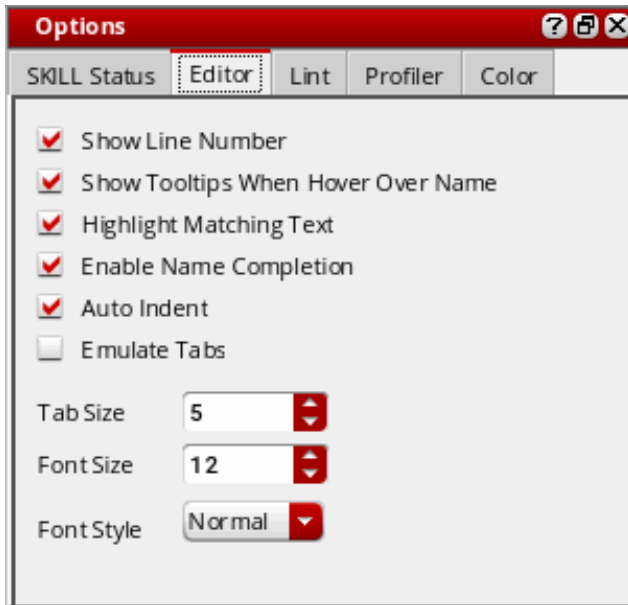 Options
SKILL Status Editor Lint Profiler Color
Show Line Number
Show Tooltips When Hover Over Name
Highlight Matching Text
Enable Name Completion
Auto Indent
Emulate Tabs
Tab Size 5
Font Size 12
Font Style Normal